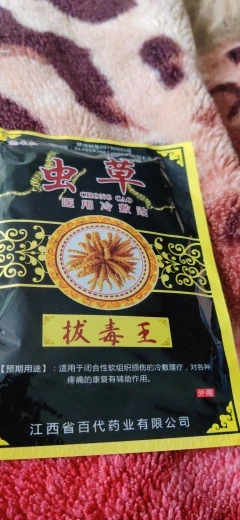 虫草
CHONG CAO
医用冷敷贴
拔毒王
【预期用途】：适用于闭合性软组织损伤的冷敷理疗，对各种
疼痛的康复有辅助作用。
外用
江西省百代药业有限公司